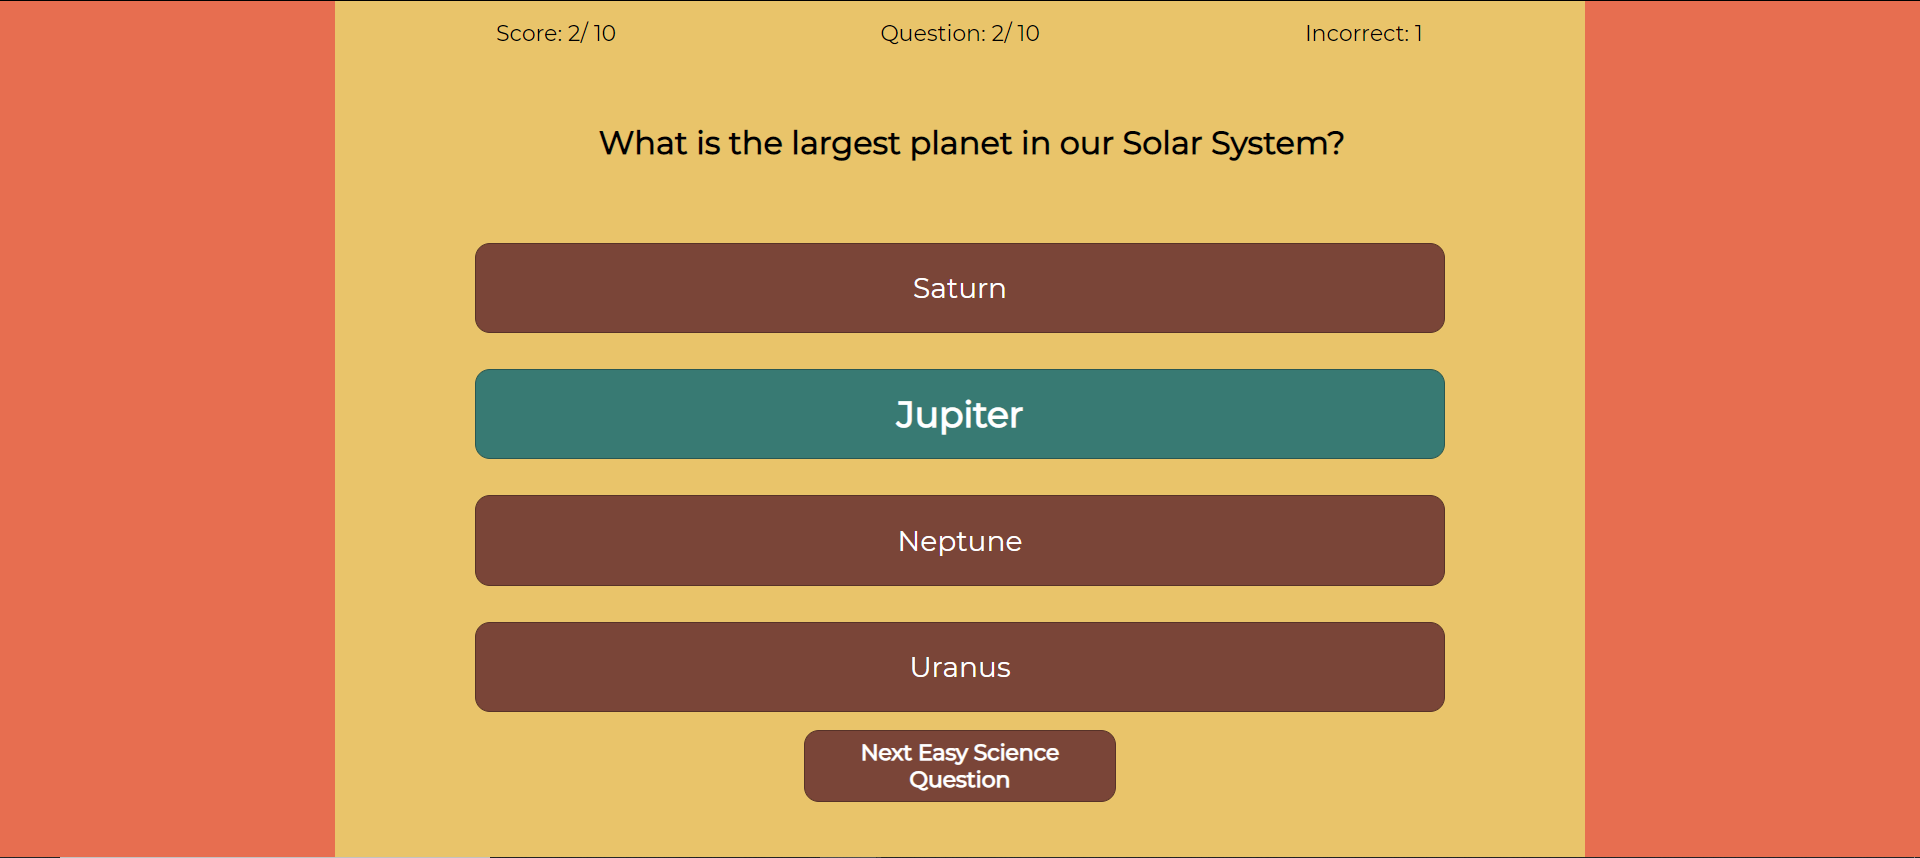 Score: 2/ 10
Question: 2/ 10
Incorrect: 1
What is the largest planet in our Solar System?
Saturn
Jupiter
Neptune
Uranus
Next Easy Science
Question